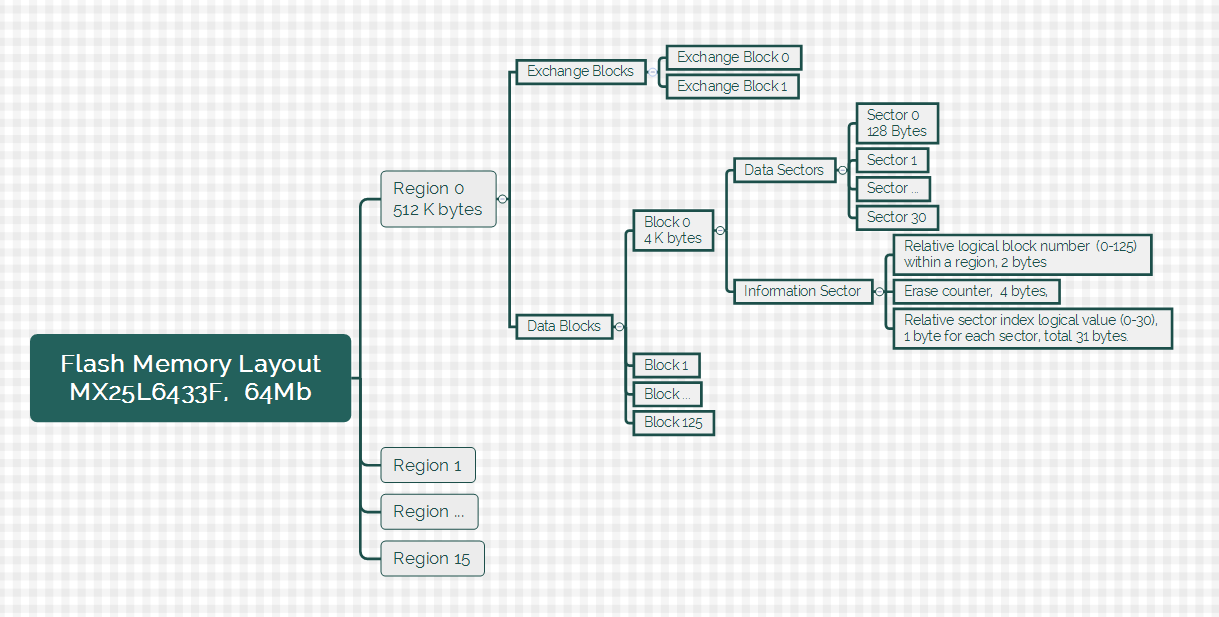 Flash Memory Layout
MX25L6433F,  64Mb
Region 0
512 K bytes
Exchange Blocks
Exchange Block 0
Exchange Block 1
Data Blocks
Block 0
4 K bytes
Data Sectors
Sector 0
128 Bytes
Sector 1
Sector ...
Sector 30
Information Sector
Relative logical block number  (0-125)
within a region, 2 bytes
Erase counter,  4 bytes,
Relative sector index logical value (0-30),
1 byte for each sector, total 31 bytes.
Block 1
Block ...
Block 125
Region 1
Region ...
Region 15